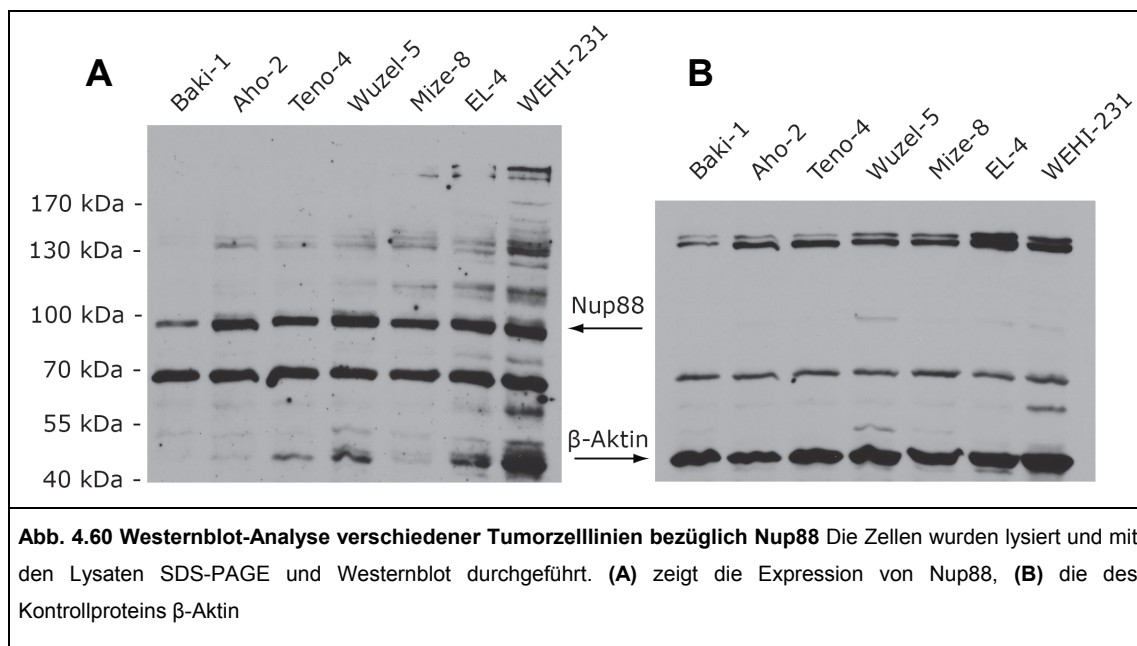 A
Baki-1
Aho-2
Teno-4
Wuzel-5
Mize-8
EL-4
WEHI-231
B
Baki-1
Aho-2
Teno-4
Wuzel-5
Mize-8
EL-4
WEHI-231
170 kDa -
130 kDa -
100 kDa -
70 kDa -
55 kDa -
40 kDa -
Nup88
β-Aktin
Abb. 4.60 Westernblot-Analyse verschiedener Tumorzelllinien bezüglich Nup88 Die Zellen wurden lysiert und mit
den Lysaten SDS-PAGE und Westernblot durchgeführt. (A) zeigt die Expression von Nup88, (B) die des
Kontrollproteins β-Aktin